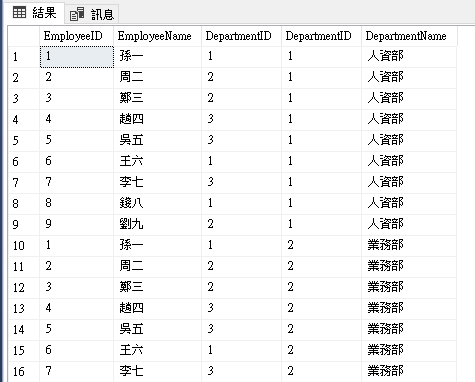 結果 訊息
EmployeeID EmployeeName DepartmentID DepartmentID DepartmentName
1 1 孫一 1 1 人資部
2 2 周二 2 1 人資部
3 3 鄭三 2 1 人資部
4 4 趙四 3 1 人資部
5 5 吳五 3 1 人資部
6 6 王六 1 1 人資部
7 7 李七 3 1 人資部
8 8 錢八 1 1 人資部
9 9 劉九 2 1 人資部
10 1 孫一 1 2 業務部
11 2 周二 2 2 業務部
12 3 鄭三 2 2 業務部
13 4 趙四 3 2 業務部
14 5 吳五 3 2 業務部
15 6 王六 1 2 業務部
16 7 李七 3 2 業務部